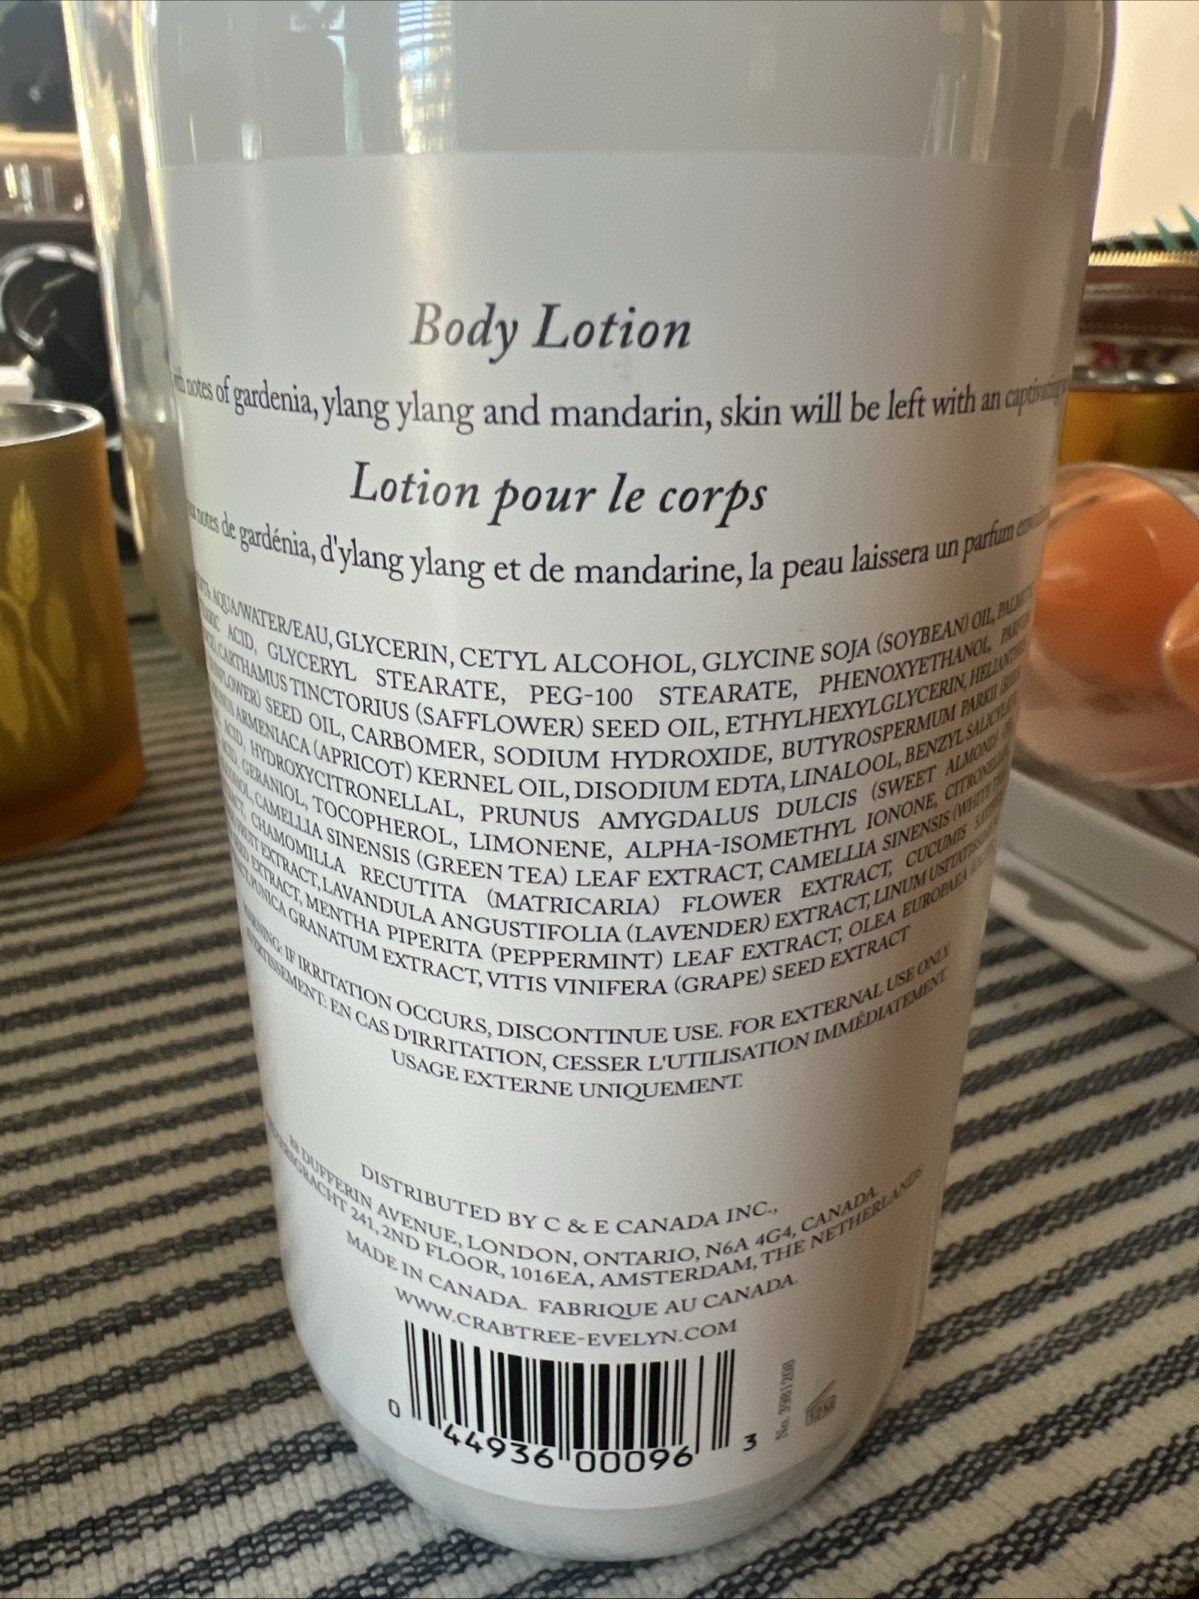 Body Lotion
notes of gardenia, ylang ylang and mandarin, skin will be left with an captivating
Lotion pour le corps
notes de gardénia, d'ylang ylang et de mandarine, la peau laissera un parfum
AQUA/WATER/EAU, GLYCERIN, CETYL ALCOHOL, GLYCINE SOJA (SOYBEAN) OIL,
ACID, GLYCERYL STEARATE, PEG-100 STEARATE, PHENOXYETHANOL,
CARTHAMUS TINCTORIUS (SAFFLOWER) SEED OIL, ETHYLHEXYLGLYCERIN,
SEED OIL, CARBOMER, SODIUM HYDROXIDE, BUTYROSPERMUM PARKII
ARMENIACA (APRICOT) KERNEL OIL, DISODIUM EDTA, LINALOOL, BENZYL SALICYLATE,
ACID, HYDROXYCITRONELLAL, PRUNUS AMYGDALUS DULCIS (SWEET ALMOND)
GERANIOL, TOCOPHEROL, LIMONENE, ALPHA-ISOMETHYL IONONE,
CAMELLIA SINENSIS (GREEN TEA) LEAF EXTRACT, CAMELLIA SINENSIS (WHITE
CHAMOMILLA RECUTITA (MATRICARIA) FLOWER EXTRACT, CUCUMIS
FRUIT EXTRACT, LAVANDULA ANGUSTIFOLIA (LAVENDER) EXTRACT, LINUM
EXTRACT, MENTHA PIPERITA (PEPPERMINT) LEAF EXTRACT, OLEA EUROPAEA
PUNICA GRANATUM EXTRACT, VITIS VINIFERA (GRAPE) SEED EXTRACT
WARNING: IF IRRITATION OCCURS, DISCONTINUE USE. FOR EXTERNAL USE ONLY
AVERTISSEMENT: EN CAS D'IRRITATION, CESSER L'UTILISATION IMMÉDIATEMENT.
USAGE EXTERNE UNIQUEMENT.
DISTRIBUTED BY C & E CANADA INC.,
DUFFERIN AVENUE, LONDON, ONTARIO, N6A 4G4, CANADA
241, 2ND FLOOR, 1016EA, AMSTERDAM, THE NETHERLANDS
MADE IN CANADA. FABRIQUE AU CANADA.
WWW.CRABTREE-EVELYN.COM
0 44936 00096 3
12M